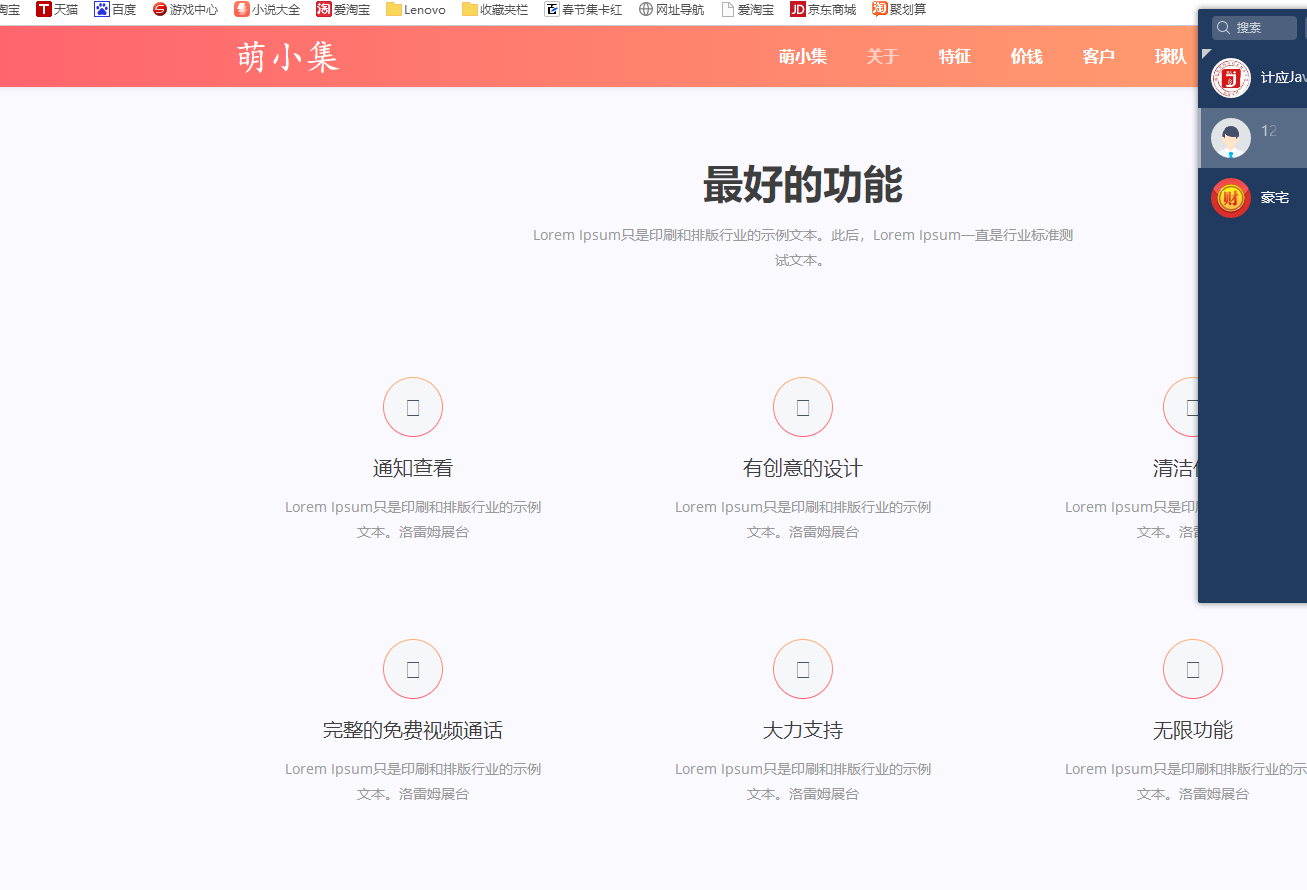 淘宝 天猫 百度 游戏中心 小说大全 爱淘宝 Lenovo 收藏夹栏 春节集卡红 网址导航 爱淘宝 JD 京东商城 淘 聚划算
萌小集 萌小集 关于 特征 价钱 客户 球队
搜索
计应Jav
12
豪宅
最好的功能
Lorem Ipsum只是印刷和排版行业的示例文本。此后，Lorem Ipsum一直是行业标准测
试文本。
通知查看
Lorem Ipsum只是印刷和排版行业的示例
文本。洛雷姆展台
有创意的设计
Lorem Ipsum只是印刷和排版行业的示例
文本。洛雷姆展台
清洁
Lorem Ipsum只是印
文本。
完整的免费视频通话
Lorem Ipsum只是印刷和排版行业的示例
文本。洛雷姆展台
大力支持
Lorem Ipsum只是印刷和排版行业的示例
文本。洛雷姆展台
无限功能
Lorem Ipsum只是印刷和排版行业的示
文本。洛雷姆展台